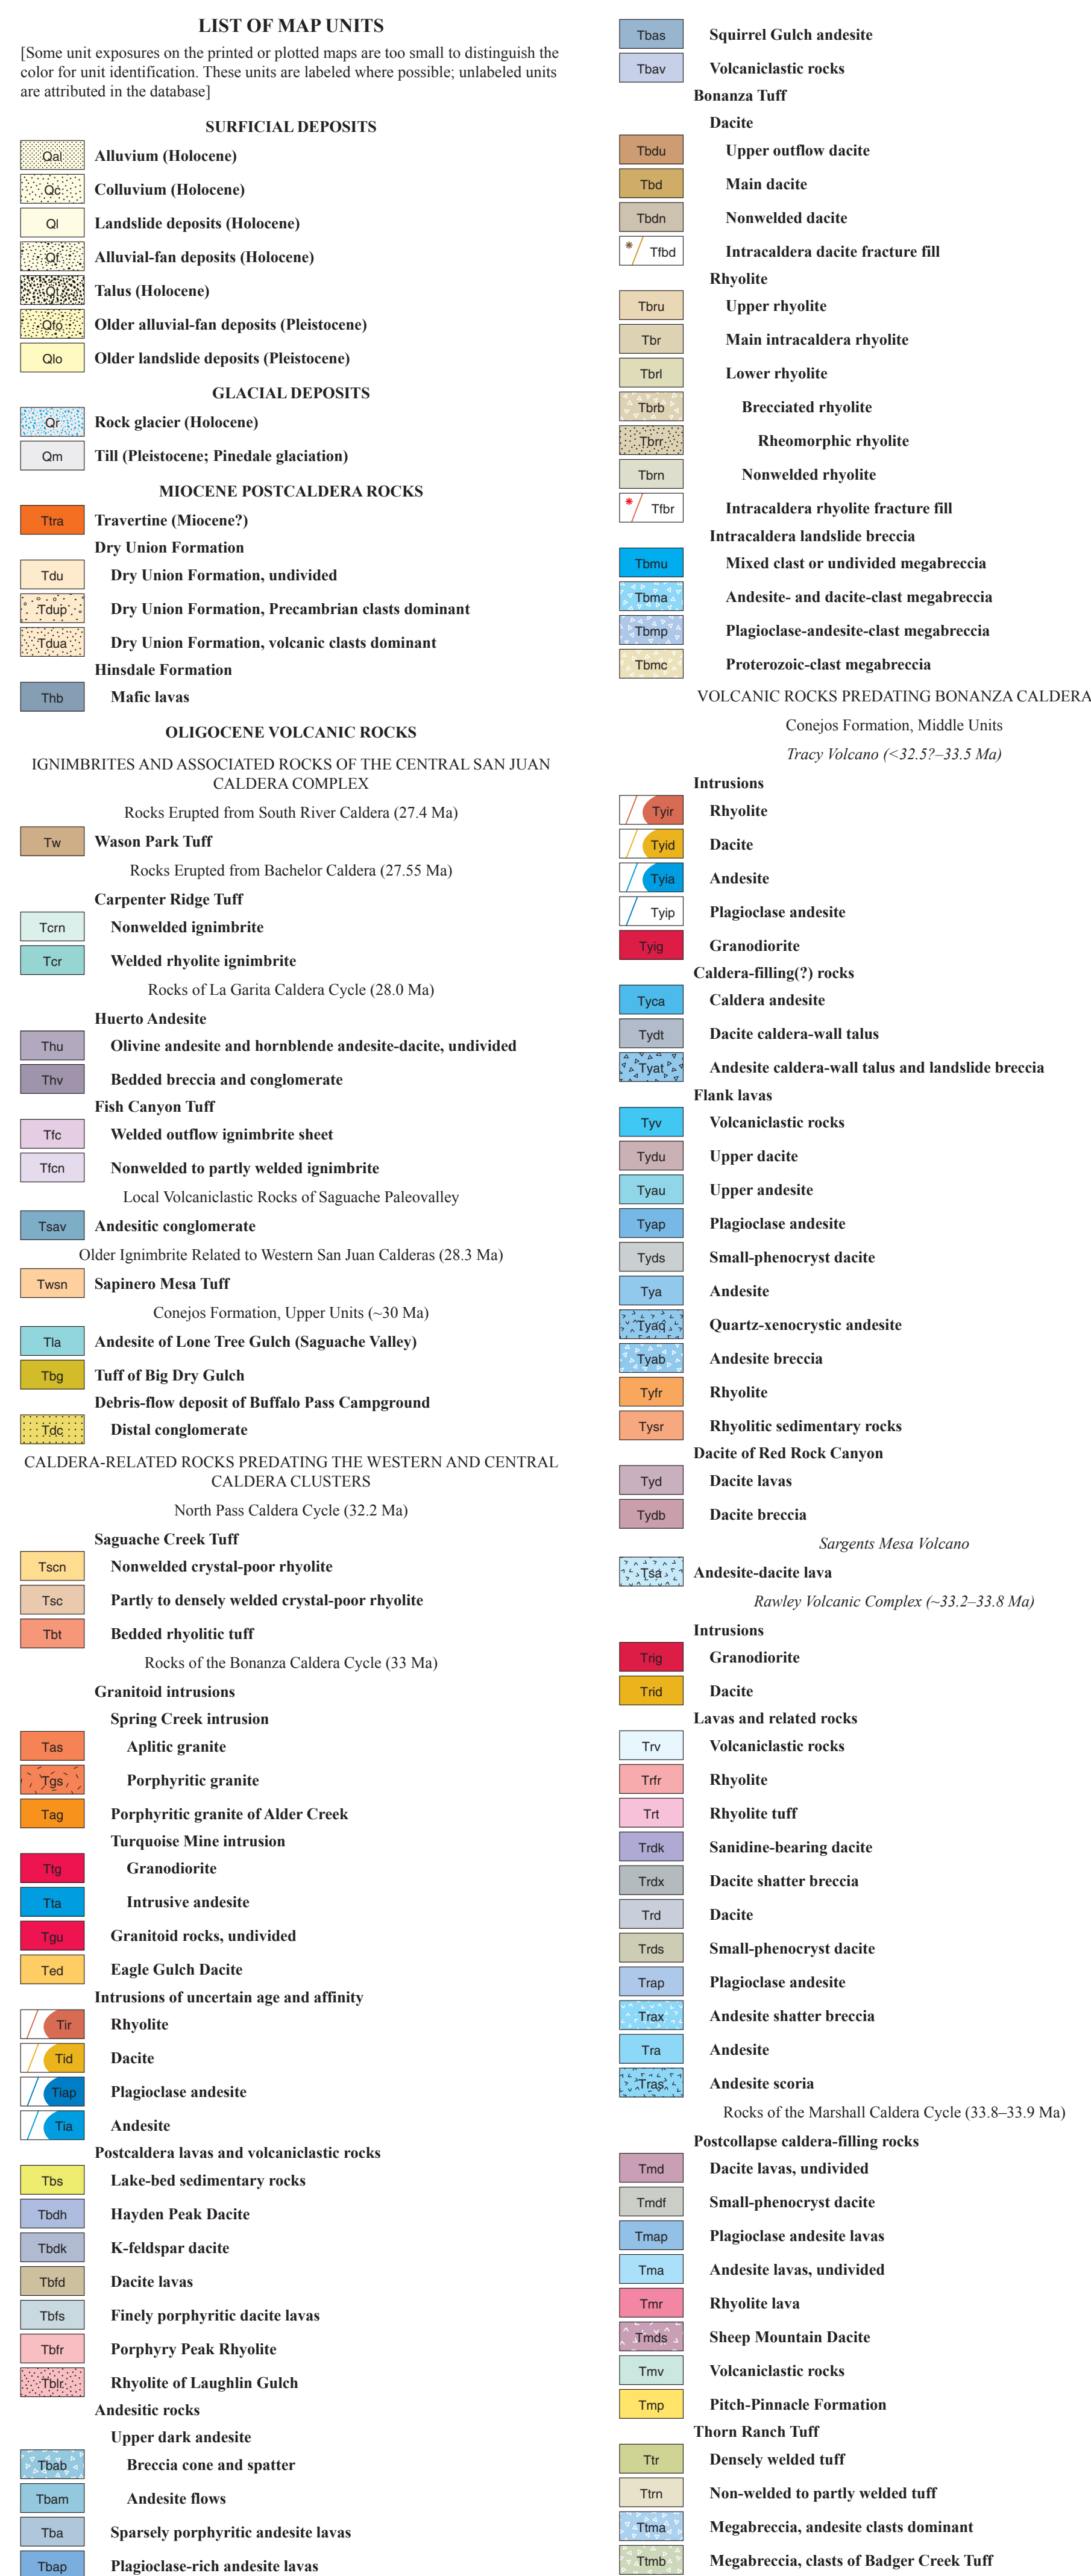 LIST OF MAP UNITS
[Some unit exposures on the printed or plotted maps are too small to distinguish the
color for unit identification. These units are labeled where possible; unlabeled units
are attributed in the database]
SURFICIAL DEPOSITS
Qal Alluvium (Holocene)
Qc Colluvium (Holocene)
Ql Landslide deposits (Holocene)
Qf Alluvial-fan deposits (Holocene)
Qt Talus (Holocene)
Qfo Older alluvial-fan deposits (Pleistocene)
Qlo Older landslide deposits (Pleistocene)
GLACIAL DEPOSITS
Qr Rock glacier (Holocene)
Qm Till (Pleistocene; Pinedale glaciation)
MIOCENE POSTCALDERA ROCKS
Ttra Travertine (Miocene?)
Dry Union Formation
Tdu Dry Union Formation, undivided
Tdup Dry Union Formation, Precambrian clasts dominant
Tdua Dry Union Formation, volcanic clasts dominant
Hinsdale Formation
Thb Mafic lavas
OLIGOCENE VOLCANIC ROCKS
IGNIMBRITES AND ASSOCIATED ROCKS OF THE CENTRAL SAN JUAN
CALDERA COMPLEX
Rocks Erupted from South River Caldera (27.4 Ma)
Tw Wason Park Tuff
Rocks Erupted from Bachelor Caldera (27.55 Ma)
Carpenter Ridge Tuff
Tcrn Nonwelded ignimbrite
Tcr Welded rhyolite ignimbrite
Rocks of La Garita Caldera Cycle (28.0 Ma)
Huerto Andesite
Thu Olivine andesite and hornblende andesite-dacite, undivided
Thv Bedded breccia and conglomerate
Fish Canyon Tuff
Tfc Welded outflow ignimbrite sheet
Tfcn Nonwelded to partly welded ignimbrite
Local Volcaniclastic Rocks of Saguache Paleovalley
Tsav Andesitic conglomerate
Older Ignimbrite Related to Western San Juan Calderas (28.3 Ma)
Twsn Sapinero Mesa Tuff
Conejos Formation, Upper Units (~30 Ma)
Tla Andesite of Lone Tree Gulch (Saguache Valley)
Tbg Tuff of Big Dry Gulch
Debris-flow deposit of Buffalo Pass Campground
Tdc Distal conglomerate
CALDERA-RELATED ROCKS PREDATING THE WESTERN AND CENTRAL
CALDERA CLUSTERS
North Pass Caldera Cycle (32.2 Ma)
Saguache Creek Tuff
Tscn Nonwelded crystal-poor rhyolite
Tsc Partly to densely welded crystal-poor rhyolite
Tbt Bedded rhyolitic tuff
Rocks of the Bonanza Caldera Cycle (33 Ma)
Granitoid intrusions
Spring Creek intrusion
Tas Aplitic granite
Tgs Porphyritic granite
Tag Porphyritic granite of Alder Creek
Turquoise Mine intrusion
Ttg Granodiorite
Tta Intrusive andesite
Tgu Granitoid rocks, undivided
Ted Eagle Gulch Dacite
Intrusions of uncertain age and affinity
Tir Rhyolite
Tid Dacite
Tiap Plagioclase andesite
Tia Andesite
Postcaldera lavas and volcaniclastic rocks
Tbs Lake-bed sedimentary rocks
Tbdh Hayden Peak Dacite
Tbdk K-feldspar dacite
Tbfd Dacite lavas
Tbfs Finely porphyritic dacite lavas
Tbfr Porphyry Peak Rhyolite
Tblr Rhyolite of Laughlin Gulch
Andesitic rocks
Upper dark andesite
Tbab Breccia cone and spatter
Tbam Andesite flows
Tba Sparsely porphyritic andesite lavas
Tbap Plagioclase-rich andesite lavas
Tbas Squirrel Gulch andesite
Tbav Volcaniclastic rocks
Bonanza Tuff
Dacite
Tbdu Upper outflow dacite
Tbd Main dacite
Tbdn Nonwelded dacite
Tfbd Intracaldera dacite fracture fill
Rhyolite
Tbru Upper rhyolite
Tbr Main intracaldera rhyolite
Tbrl Lower rhyolite
Tbrb Brecciated rhyolite
Tbrr Rheomorphic rhyolite
Tbrn Nonwelded rhyolite
Tfbr Intracaldera rhyolite fracture fill
Intracaldera landslide breccia
Tbmu Mixed clast or undivided megabreccia
Tbma Andesite- and dacite-clast megabreccia
Tbmp Plagioclase-andesite-clast megabreccia
Tbmc Proterozoic-clast megabreccia
VOLCANIC ROCKS PREDATING BONANZA CALDERA
Conejos Formation, Middle Units
Tracy Volcano (<32.5?–33.5 Ma)
Intrusions
Tyir Rhyolite
Tyid Dacite
Tyia Andesite
Tyip Plagioclase andesite
Tyig Granodiorite
Caldera-filling(?) rocks
Tyca Caldera andesite
Tydt Dacite caldera-wall talus
Tyat Andesite caldera-wall talus and landslide breccia
Flank lavas
Tyv Volcaniclastic rocks
Tydu Upper dacite
Tyau Upper andesite
Tyap Plagioclase andesite
Tyds Small-phenocryst dacite
Tya Andesite
Tyaq Quartz-xenocrystic andesite
Tyab Andesite breccia
Tyfr Rhyolite
Tysr Rhyolitic sedimentary rocks
Dacite of Red Rock Canyon
Tyd Dacite lavas
Tydb Dacite breccia
Sargents Mesa Volcano
Tsa Andesite-dacite lava
Rawley Volcanic Complex (~33.2–33.8 Ma)
Intrusions
Trig Granodiorite
Trid Dacite
Lavas and related rocks
Trv Volcaniclastic rocks
Trfr Rhyolite
Trt Rhyolite tuff
Trdk Sanidine-bearing dacite
Trdx Dacite shatter breccia
Trd Dacite
Trds Small-phenocryst dacite
Trap Plagioclase andesite
Trax Andesite shatter breccia
Tra Andesite
Tras Andesite scoria
Rocks of the Marshall Caldera Cycle (33.8–33.9 Ma)
Postcollapse caldera-filling rocks
Tmd Dacite lavas, undivided
Tmdf Small-phenocryst dacite
Tmap Plagioclase andesite lavas
Tma Andesite lavas, undivided
Tmr Rhyolite lava
Tmds Sheep Mountain Dacite
Tmv Volcaniclastic rocks
Tmp Pitch-Pinnacle Formation
Thorn Ranch Tuff
Ttr Densely welded tuff
Ttrn Non-welded to partly welded tuff
Ttma Megabreccia, andesite clasts dominant
Ttmb Megabreccia, clasts of Badger Creek Tuff